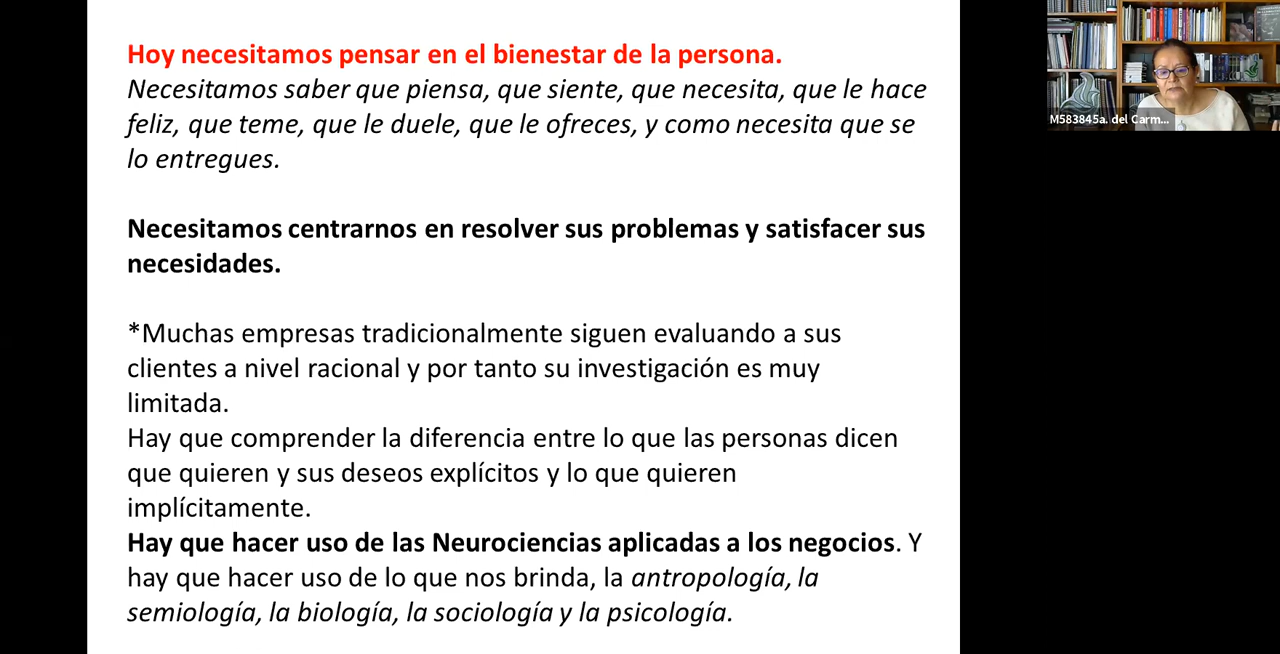 Hoy necesitamos pensar en el bienestar de la persona.
Necesitamos saber que piensa, que siente, que necesita, que le hace
feliz, que teme, que le duele, que le ofreces, y como necesita que se
lo entregues.
Necesitamos centrarnos en resolver sus problemas y satisfacer sus
necesidades.
*Muchas empresas tradicionalmente siguen evaluando a sus
clientes a nivel racional y por tanto su investigación es muy
limitada.
Hay que comprender la diferencia entre lo que las personas dicen
que quieren y sus deseos explícitos y lo que quieren
implícitamente.
Hay que hacer uso de las Neurociencias aplicadas a los negocios. Y
hay que hacer uso de lo que nos brinda, la antropología, la
semiología, la biología, la sociología y la psicología.
M583845a. del Carm...